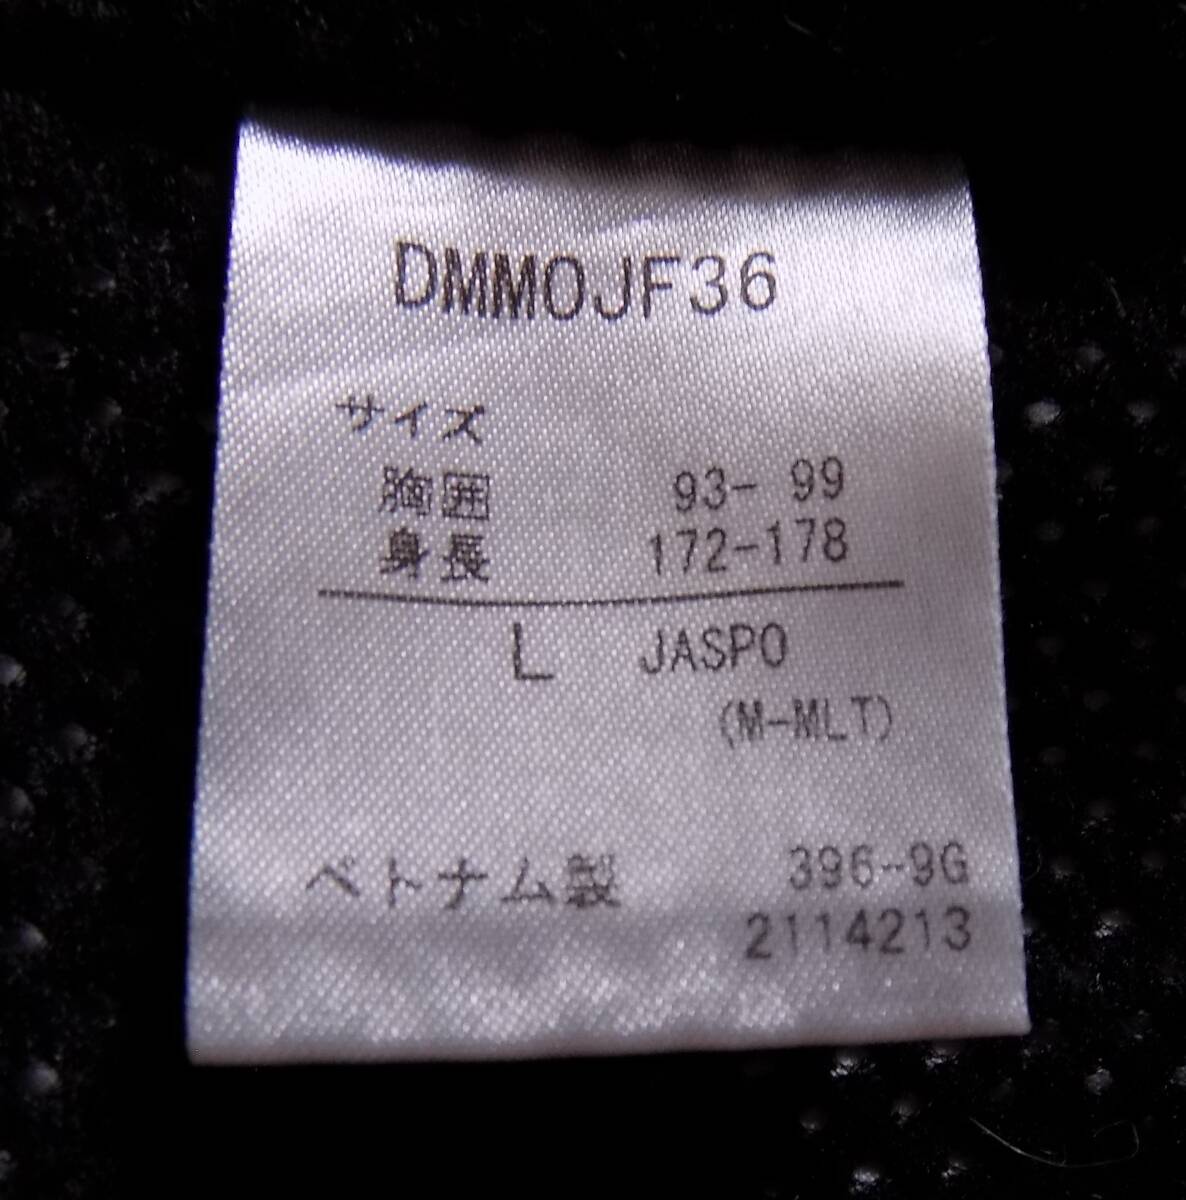 DMMOJF36
サイズ
胸囲 93- 99
身長 172-178
L JASPO
(M-MLT)
ベトナム製 396-9G
2114213